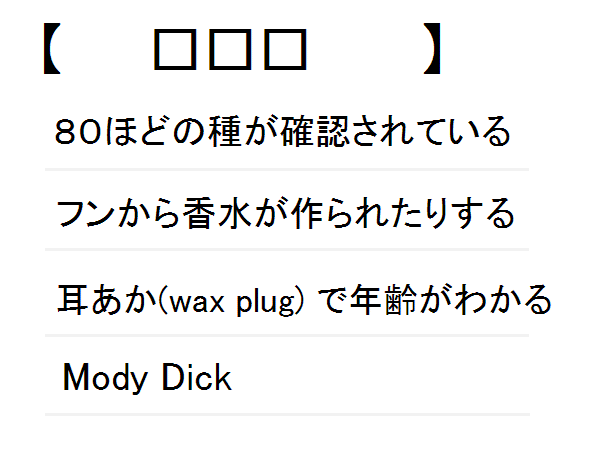 【 □□□ 】
８０ほどの種が確認されている
フンから香水が作られたりする
耳あか(wax plug) で年齢がわかる
Mody Dick